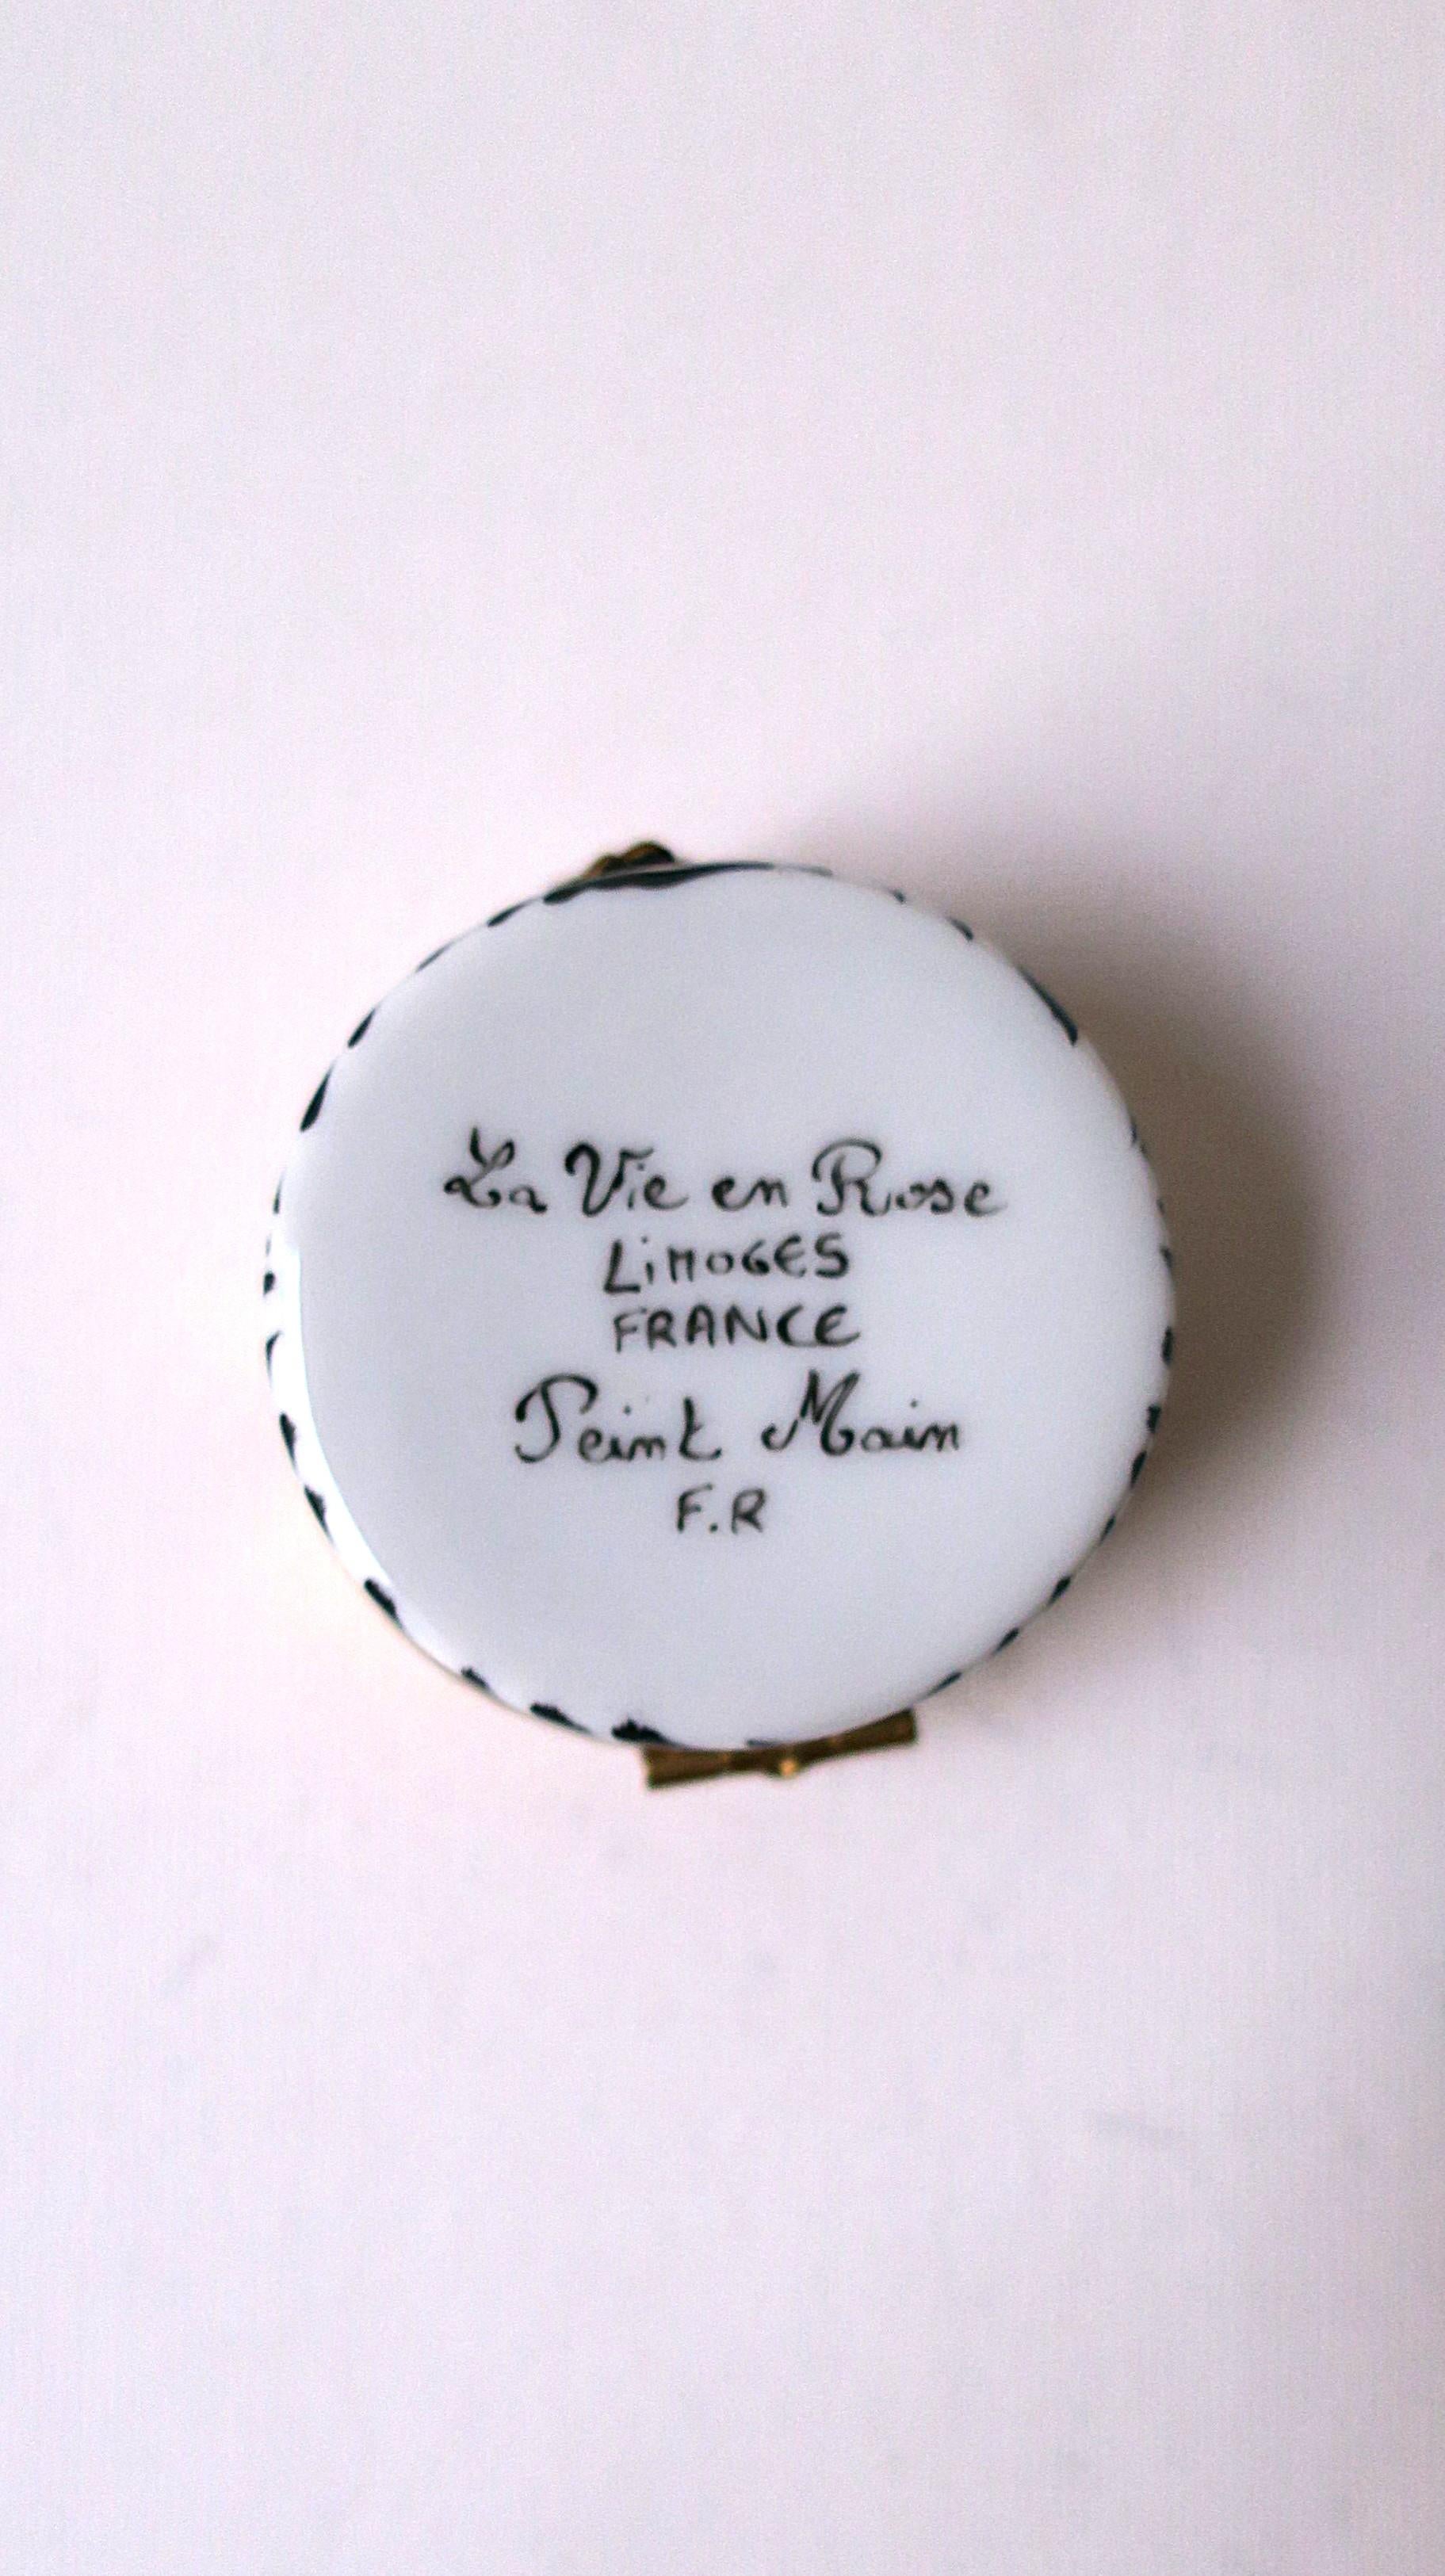 La Vie en Rose
LiMOGES
FRANCE
Peint Main
F.R